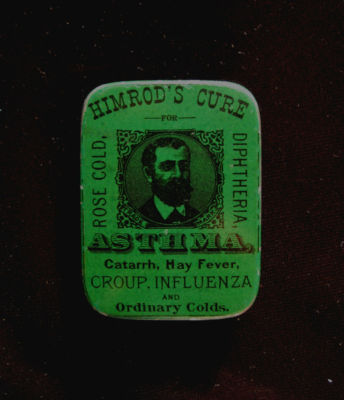 HIMROD'S CURE
FOR
ROSE COLD,
DIPHTHERIA,
ASTHMA,
Catarrh, Hay Fever,
CROUP, INFLUENZA
AND
Ordinary Colds.